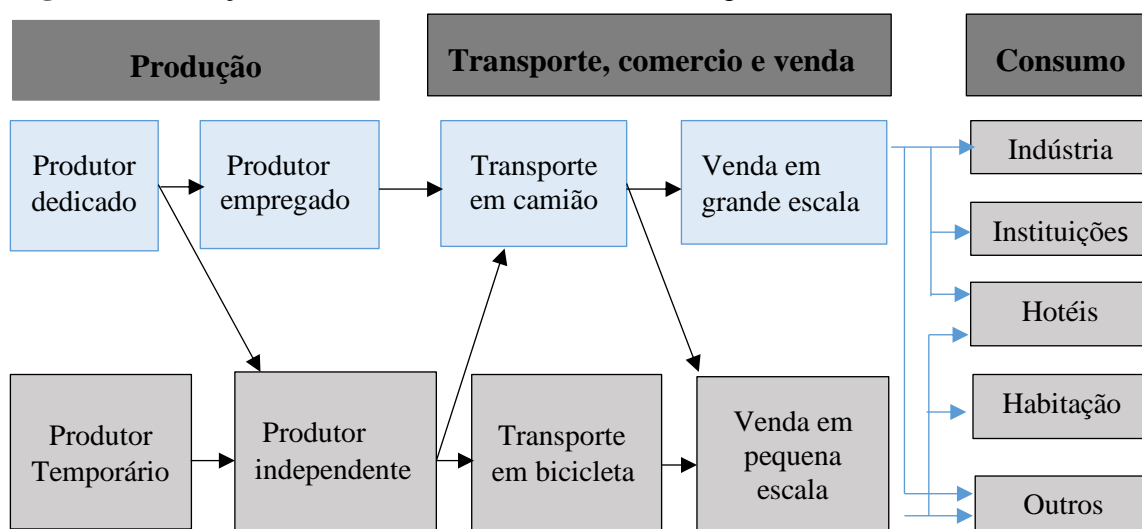 Produção
Transporte, comercio e venda
Consumo
Produtor
dedicado
Produtor
empregado
Transporte
em camião
Venda em
grande escala
Indústria
Instituições
Hotéis
Habitação
Outros
Produtor
Temporário
Produtor
independente
Transporte
em bicicleta
Venda em
pequena
escala